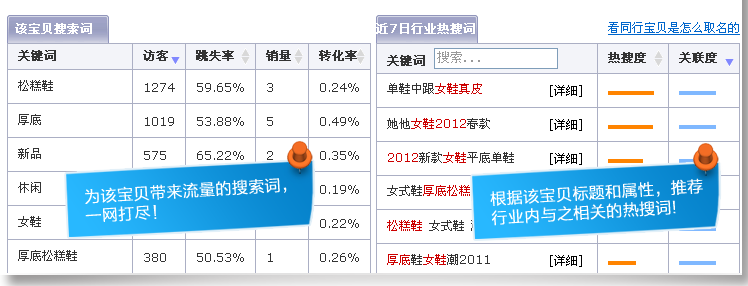 该宝贝搜索词
关键词 访客 跳失率 销量 转化率
松糕鞋 1274 59.65% 3 0.24%
厚底 1019 53.88% 5 0.49%
新品 575 65.22% 2 0.35%
休闲 0.19%
女鞋 0.22%
厚底松糕鞋 380 50.53% 1 0.26%
为该宝贝带来流量的搜索词，
一网打尽！
近7日行业热搜词 看同行宝贝是怎么取名的
关键词 搜索... 热搜度 关联度
单鞋中跟女鞋真皮 [详细]
她他女鞋2012春款 [详细]
2012新款女鞋平底单鞋 [详细]
女式鞋厚底松糕
松糕鞋 女式鞋
厚底鞋女鞋潮2011 [详细]
根据该宝贝标题和属性，推荐
行业内与之相关的热搜词!